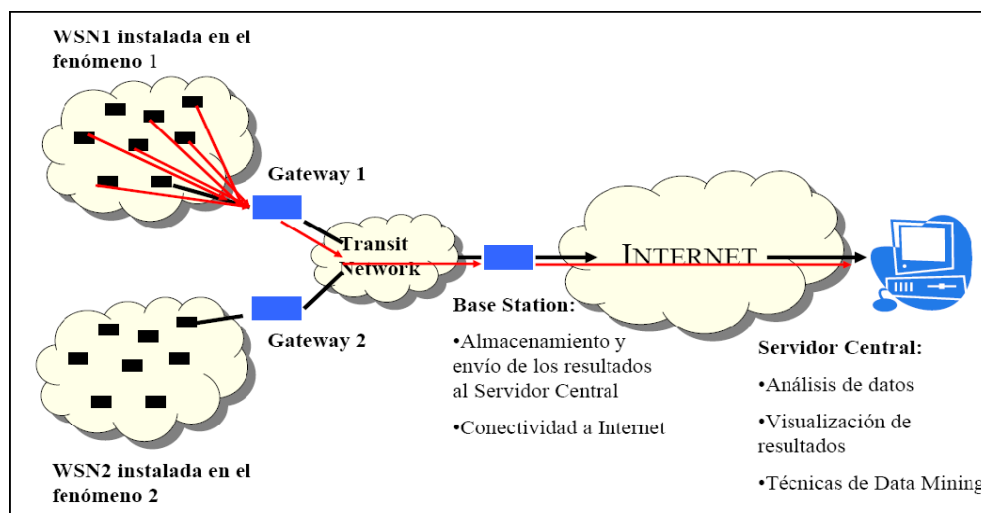 WSN1 instalada en el
fenómeno 1
Gateway 1
Transit
Network
INTERNET
Gateway 2
Base Station:
•Almacenamiento y
envío de los resultados
al Servidor Central
•Conectividad a Internet
Servidor Central:
•Análisis de datos
•Visualización de
resultados
•Técnicas de Data Mining
WSN2 instalada en el
fenómeno 2